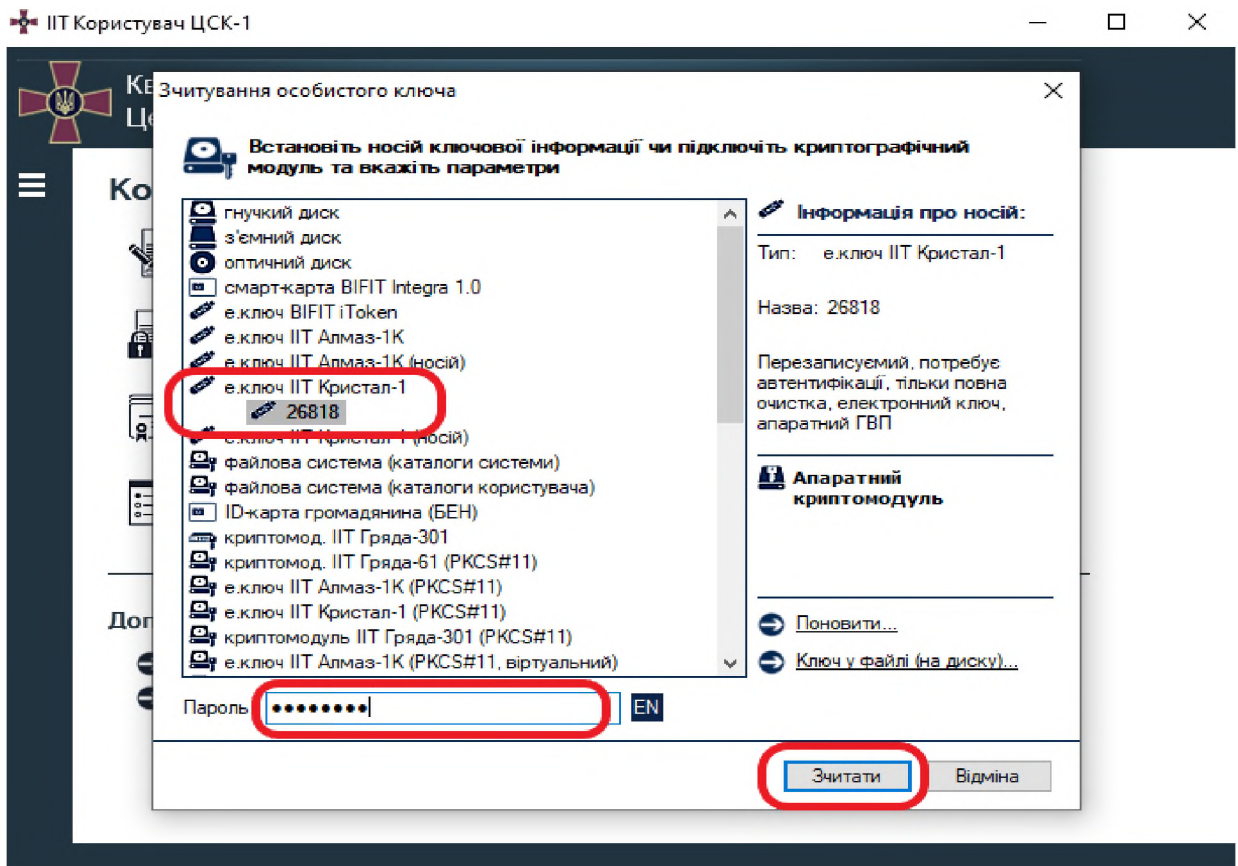 ІІТ Користувач ЦСК-1
Зчитування особистого ключа
Встановіть носій ключової інформації чи підключіть криптографічний
модуль та вкажіть параметри
гнучкий диск
з'ємний диск
оптичний диск
смарт-карта BIFIT Integra 1.0
е.ключ BIFIT iToken
е.ключ ІІТ Алмаз-1К
е.ключ ІІТ Алмаз-1К (носій)
е.ключ ІІТ Кристал-1
26818
е.ключ ІІТ Кристал-1 (носій)
файлова система (каталоги системи)
файлова система (каталоги користувача)
ID-карта громадянина (БЕН)
криптомод. ІІТ Гряда-301
криптомод. ІІТ Гряда-61 (PKCS#11)
е.ключ ІІТ Алмаз-1К (PKCS#11)
е.ключ ІІТ Кристал-1 (PKCS#11)
криптомодуль ІІТ Гряда-301 (PKCS#11)
е.ключ ІІТ Алмаз-1К (PKCS#11, віртуальний)
Інформація про носій:
Тип: е.ключ ІІТ Кристал-1
Назва: 26818
Перезаписуємий, потребує
автентифікації, тільки повна
очистка, електронний ключ,
апаратний ГВП
Апаратний
криптомодуль
Поновити...
Ключ у файлі (на диску)...
Пароль
EN
Зчитати Відміна